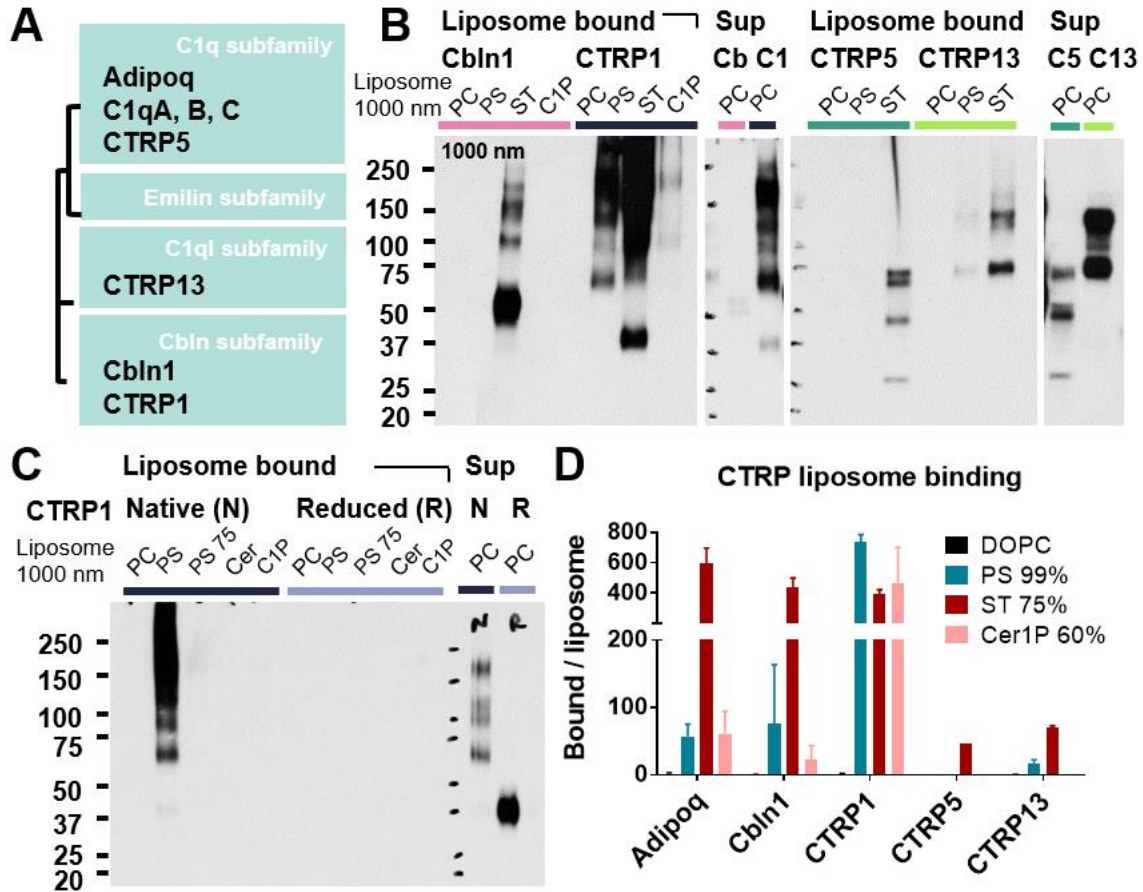 A
C1q subfamily
Adipoq
C1qA, B, C
CTRP5
Emilin subfamily
C1ql subfamily
CTRP13
Cbln subfamily
Cbln1
CTRP1
B
Liposome bound Sup Liposome bound Sup
Cbln1 CTRP1 Cb C1 CTRP5 CTRP13 C5 C13
Liposome
1000 nm
PC PS ST C1P PC PS ST C1P PC PC PC PS ST PC PS ST PC PC
1000 nm
250
150
100
75
50
37
25
20
C
Liposome bound Sup
CTRP1 Native (N) Reduced (R) N R
Liposome
1000 nm
PC PS PS 75 Cer C1P PC PS PS 75 Cer C1P PC PC
N R
250
150
100
75
50
37
25
20
D
CTRP liposome binding
Bound / liposome
800
600
400
200
100
0
DOPC
PS 99%
ST 75%
Cer1P 60%
Adipoq
Cbln1
CTRP1
CTRP5
CTRP13